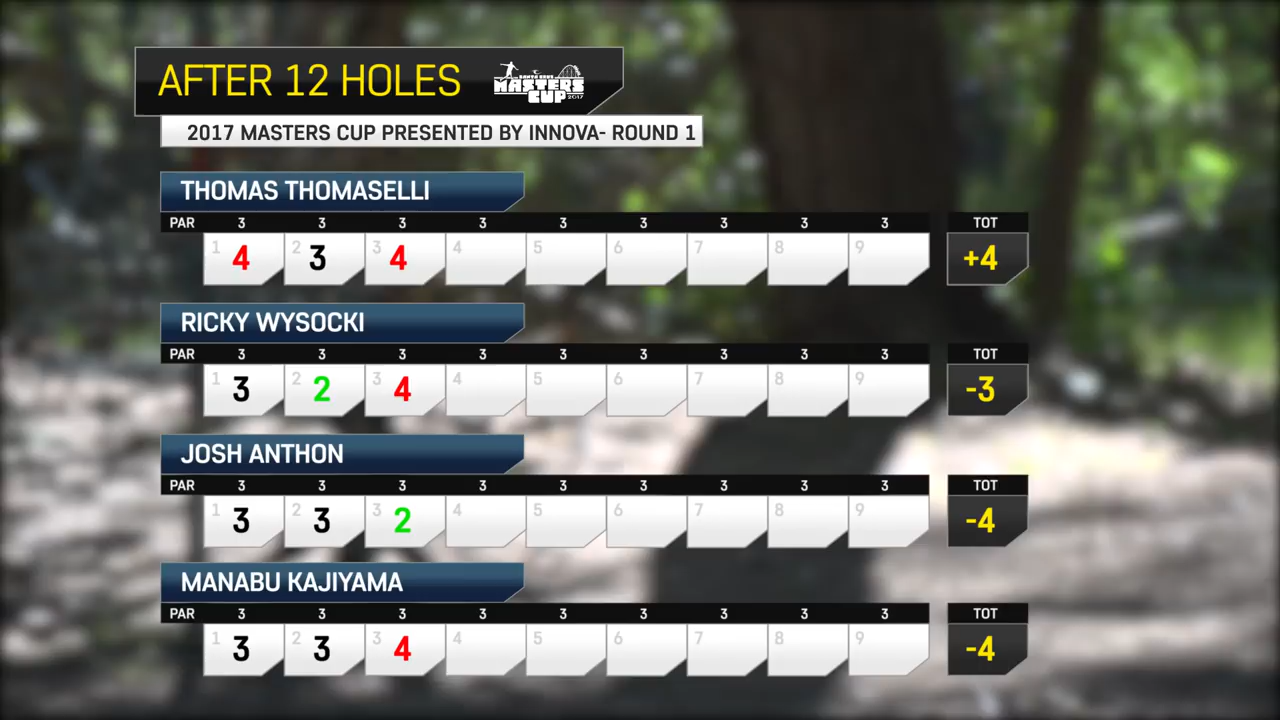 AFTER 12 HOLES
SANTA CRUZ
MASTERS
CUP 2017
2017 MASTERS CUP PRESENTED BY INNOVA- ROUND 1
THOMAS THOMASELLI
PAR 3 3 3 3 3 3 3 3 3 TOT
1 4 2 3 3 4 4 5 6 7 8 9 +4
RICKY WYSOCKI
PAR 3 3 3 3 3 3 3 3 3 TOT
1 3 2 2 3 4 4 5 6 7 8 9 -3
JOSH ANTHON
PAR 3 3 3 3 3 3 3 3 3 TOT
1 3 2 3 3 2 4 5 6 7 8 9 -4
MANABU KAJIYAMA
PAR 3 3 3 3 3 3 3 3 3 TOT
1 3 2 3 3 4 4 5 6 7 8 9 -4